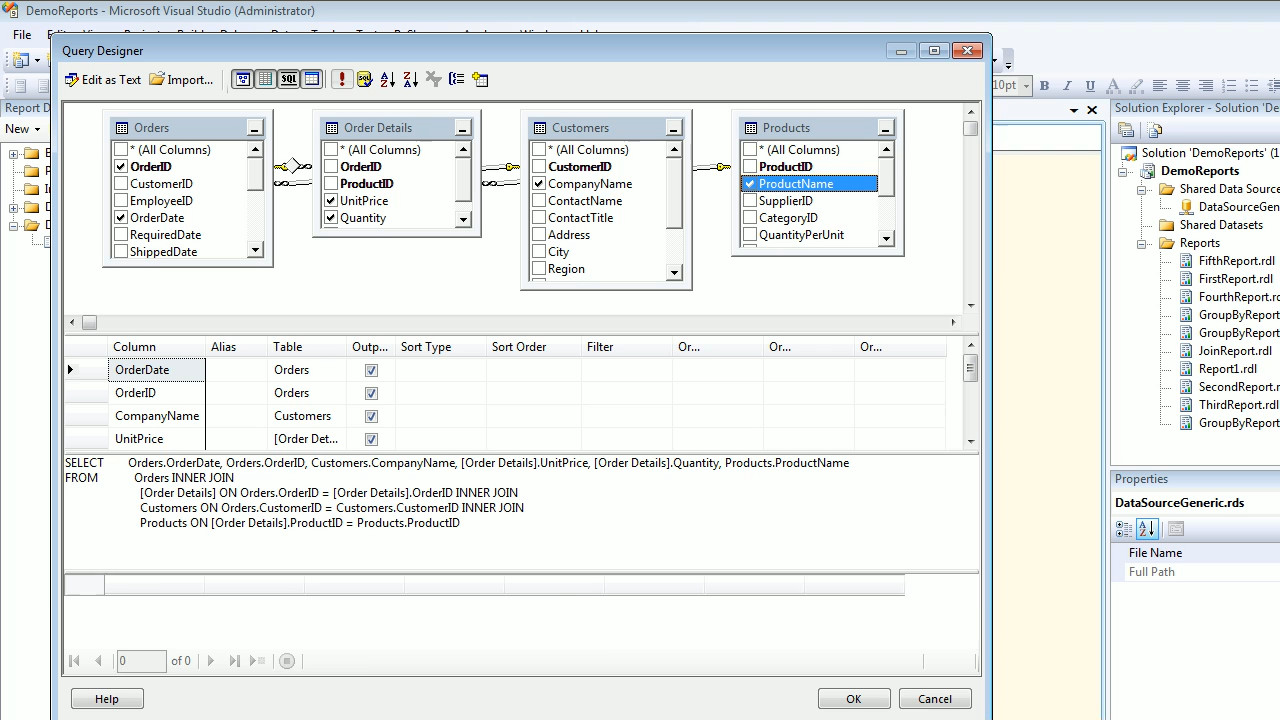 DemoReports - Microsoft Visual Studio (Administrator)
File
Query Designer
Edit as Text
Import...
SQL
10pt
B I U
Report D
New
Orders
* (All Columns)
OrderID
CustomerID
EmployeeID
OrderDate
RequiredDate
ShippedDate
Order Details
* (All Columns)
OrderID
ProductID
UnitPrice
Quantity
Customers
* (All Columns)
CustomerID
CompanyName
ContactName
ContactTitle
Address
City
Region
Products
* (All Columns)
ProductID
ProductName
SupplierID
CategoryID
QuantityPerUnit
Column Alias Table Outp... Sort Type Sort Order Filter Or... Or... Or...
OrderDate Orders
OrderID Orders
CompanyName Customers
UnitPrice [Order Det...
SELECT Orders.OrderDate, Orders.OrderID, Customers.CompanyName, [Order Details].UnitPrice, [Order Details].Quantity, Products.ProductName
FROM Orders INNER JOIN
[Order Details] ON Orders.OrderID = [Order Details].OrderID INNER JOIN
Customers ON Orders.CustomerID = Customers.CustomerID INNER JOIN
Products ON [Order Details].ProductID = Products.ProductID
0 of 0
Help
OK
Cancel
Solution Explorer - Solution 'De
Solution 'DemoReports' (1
DemoReports
Shared Data Source
DataSourceGen
Shared Datasets
Reports
FifthReport.rdl
FirstReport.rdl
FourthReport.rd
GroupByReport
GroupByReport
JoinReport.rdl
Report1.rdl
SecondReport.r
ThirdReport.rdl
GroupByReport
Properties
DataSourceGeneric.rds
File Name
Full Path